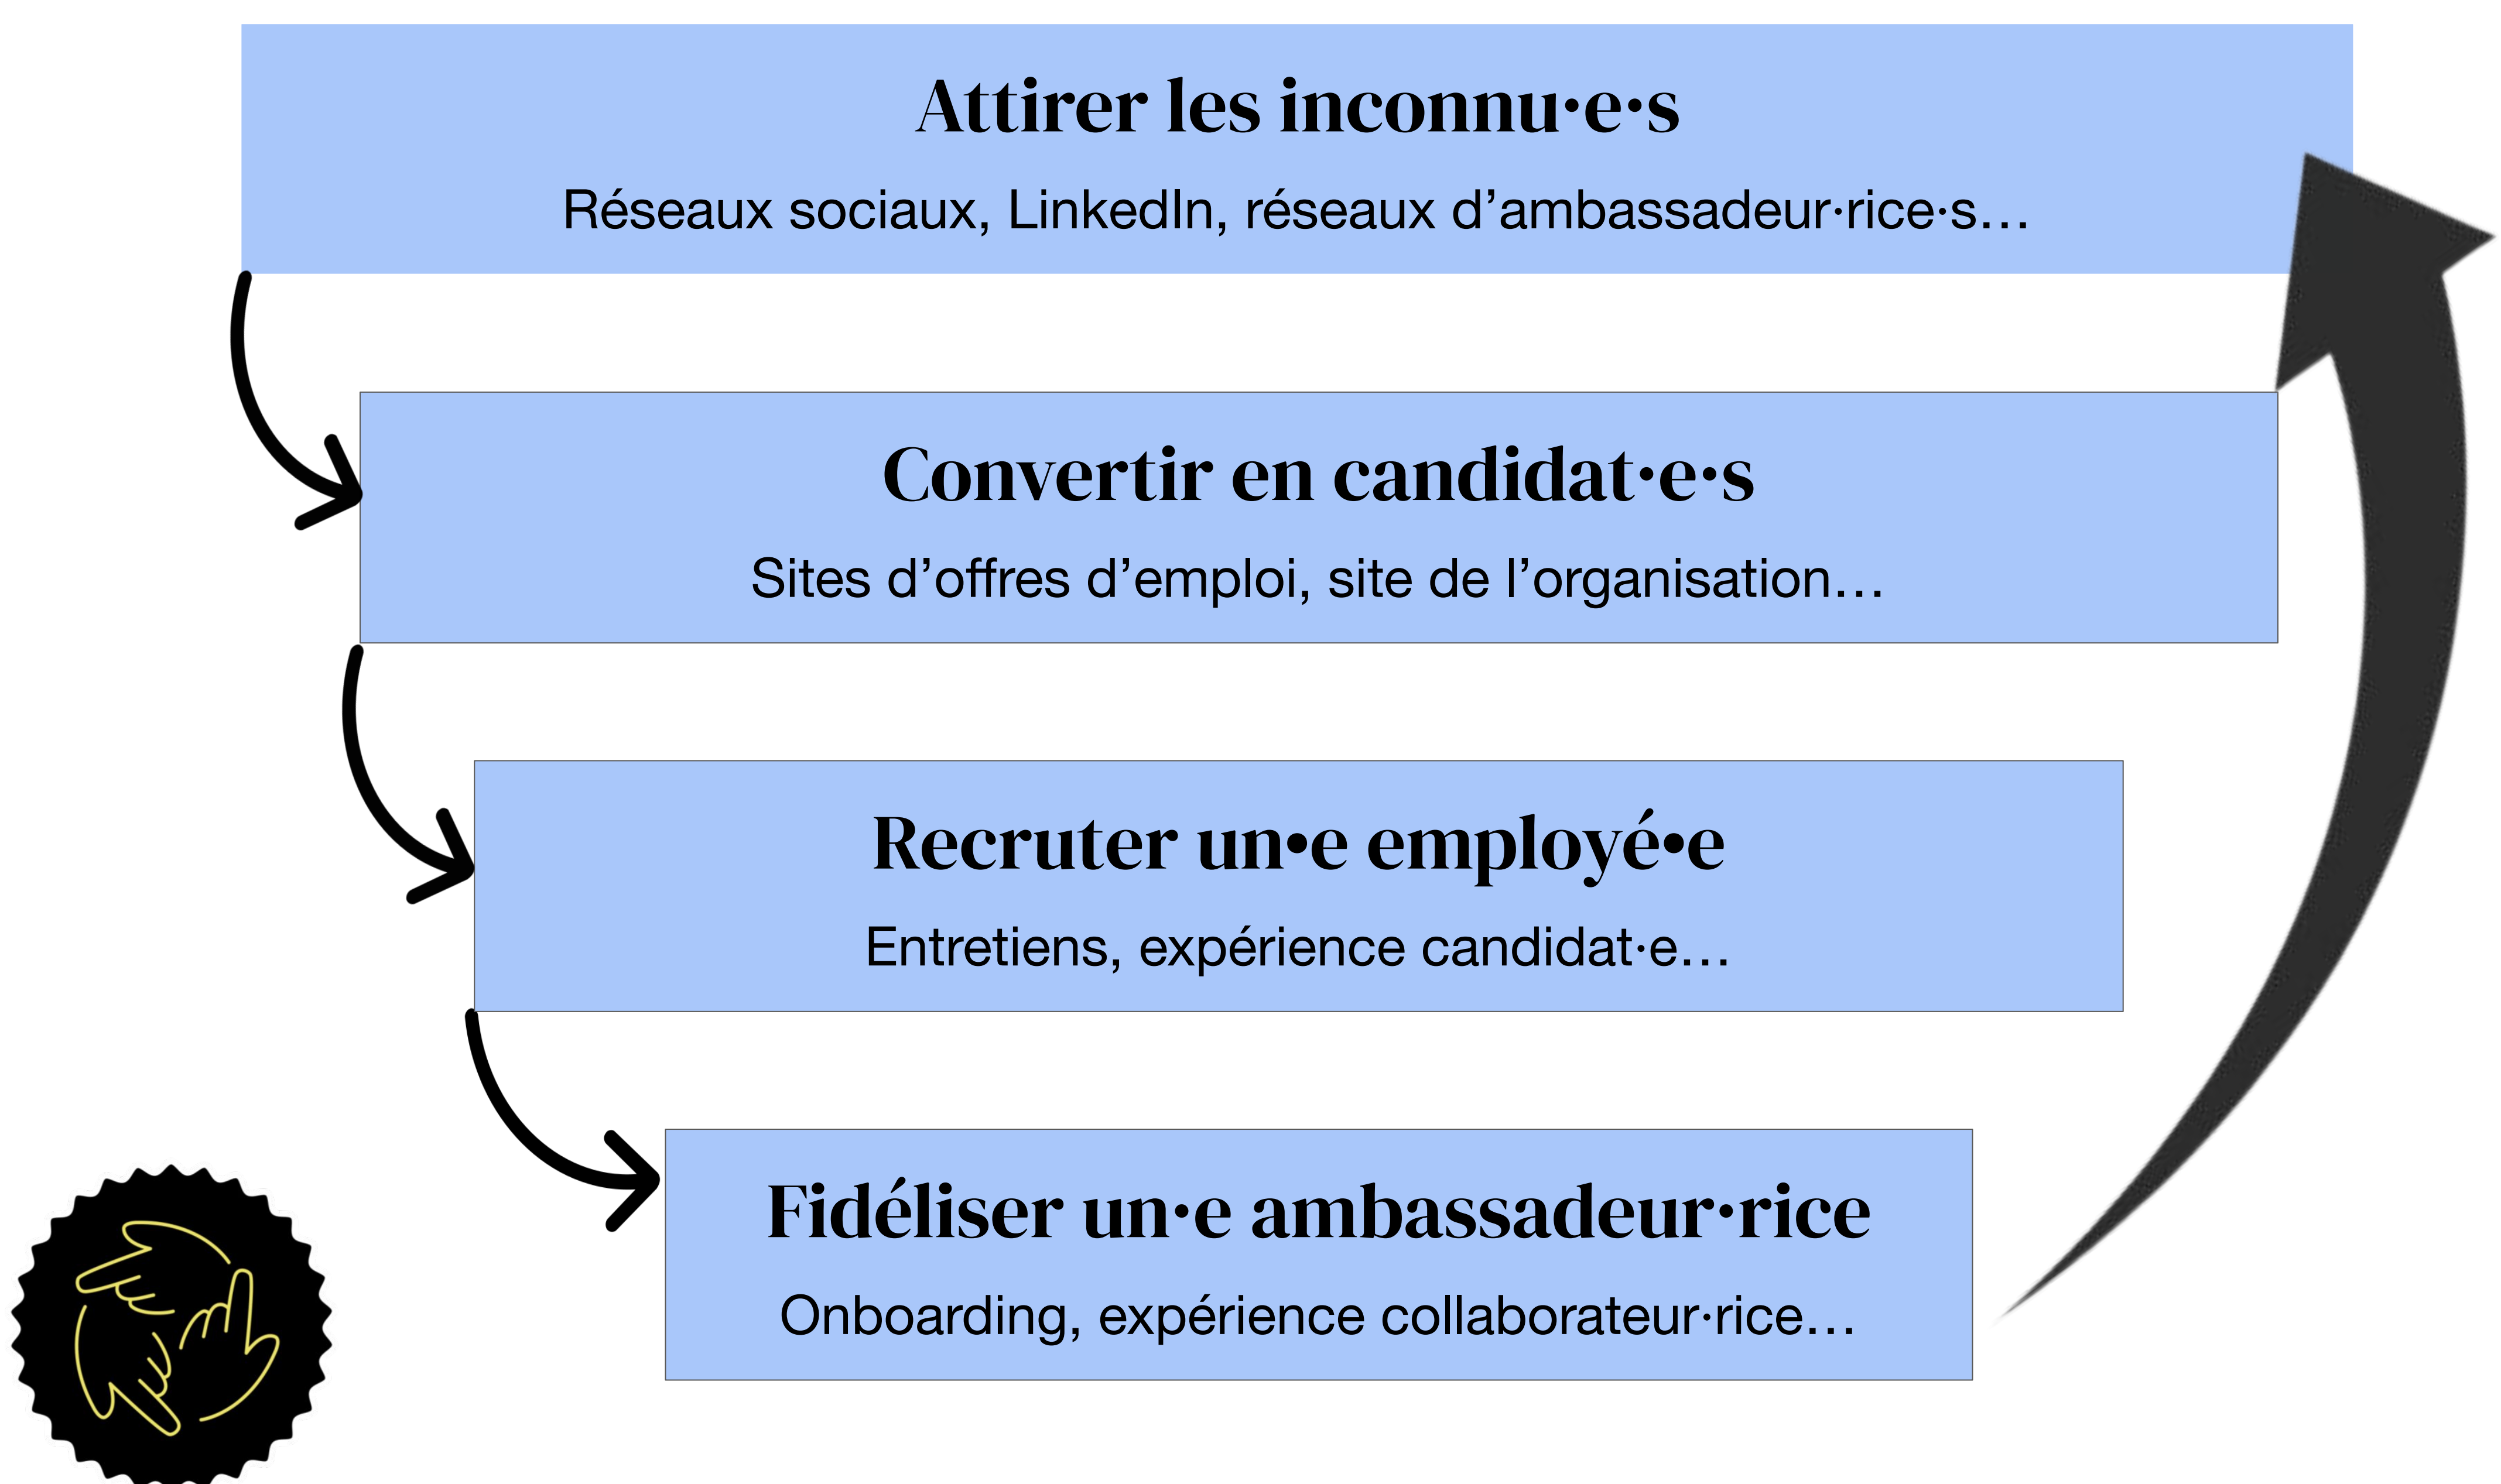 Attirer les inconnu·e·s
Réseaux sociaux, LinkedIn, réseaux d’ambassadeur·rice·s…
Convertir en candidat·e·s
Sites d’offres d’emploi, site de l’organisation…
Recruter un•e employé•e
Entretiens, expérience candidat·e…
Fidéliser un·e ambassadeur·rice
Onboarding, expérience collaborateur·rice…